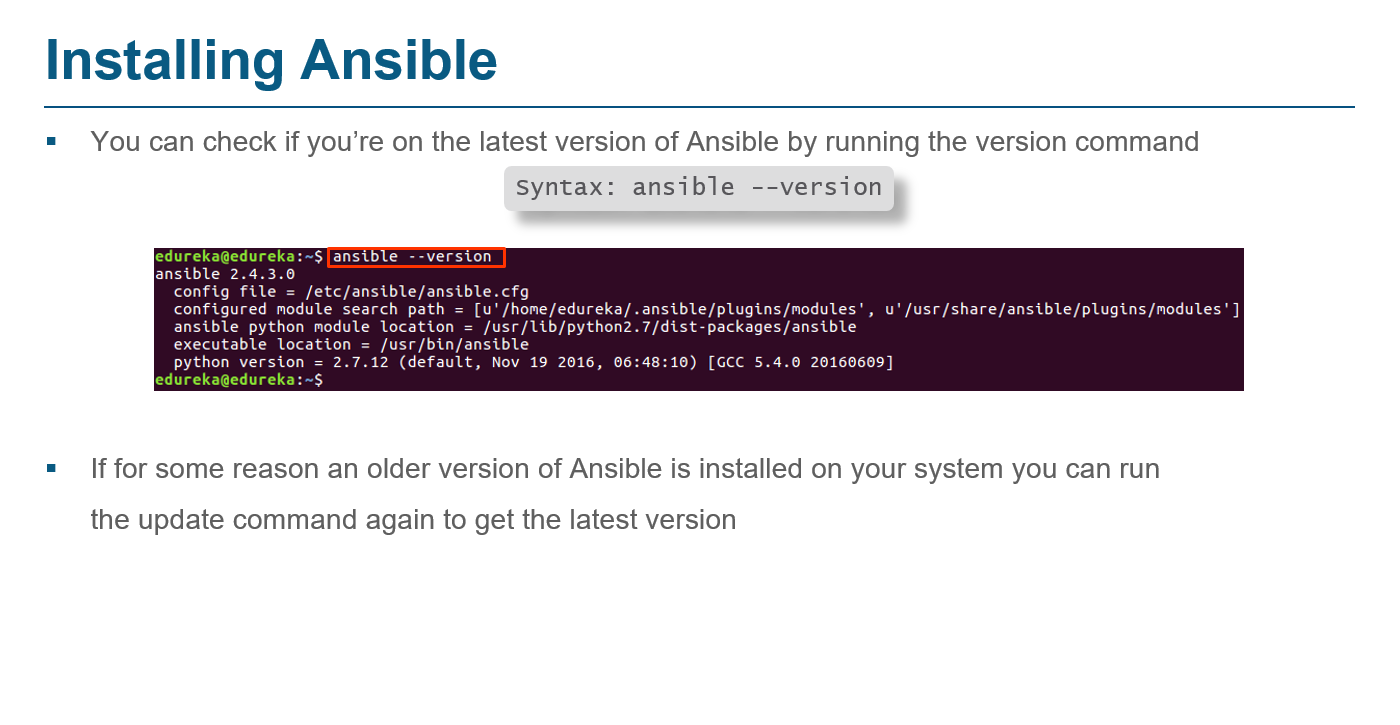 Installing Ansible
▪ You can check if you’re on the latest version of Ansible by running the version command
Syntax: ansible --version
edureka@edureka:~$ ansible --version
ansible 2.4.3.0
  config file = /etc/ansible/ansible.cfg
  configured module search path = [u'/home/edureka/.ansible/plugins/modules', u'/usr/share/ansible/plugins/modules']
  ansible python module location = /usr/lib/python2.7/dist-packages/ansible
  executable location = /usr/bin/ansible
  python version = 2.7.12 (default, Nov 19 2016, 06:48:10) [GCC 5.4.0 20160609]
edureka@edureka:~$
▪ If for some reason an older version of Ansible is installed on your system you can run
the update command again to get the latest version